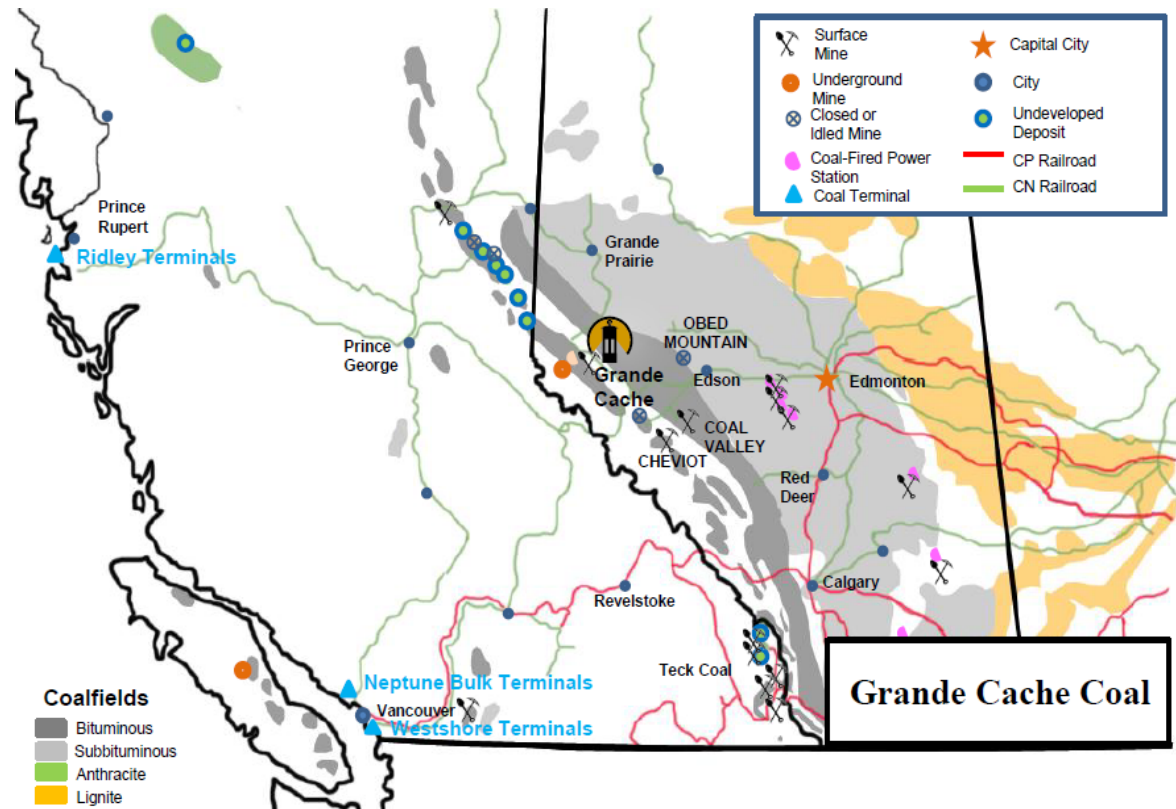 Surface
Mine
Underground
Mine
Closed or
Idled Mine
Coal-Fired Power
Station
Coal Terminal
Capital City
City
Undeveloped
Deposit
CP Railroad
CN Railroad
Prince
Rupert
Ridley Terminals
Grande
Prairie
Prince
George
OBED
MOUNTAIN
Grande
Cache
Edson
Edmonton
COAL
VALLEY
CHEVIOT
Red
Deer
Calgary
Revelstoke
Teck Coal
Neptune Bulk Terminals
Vancouver
Westshore Terminals
Grande Cache Coal
Coalfields
Bituminous
Subbituminous
Anthracite
Lignite